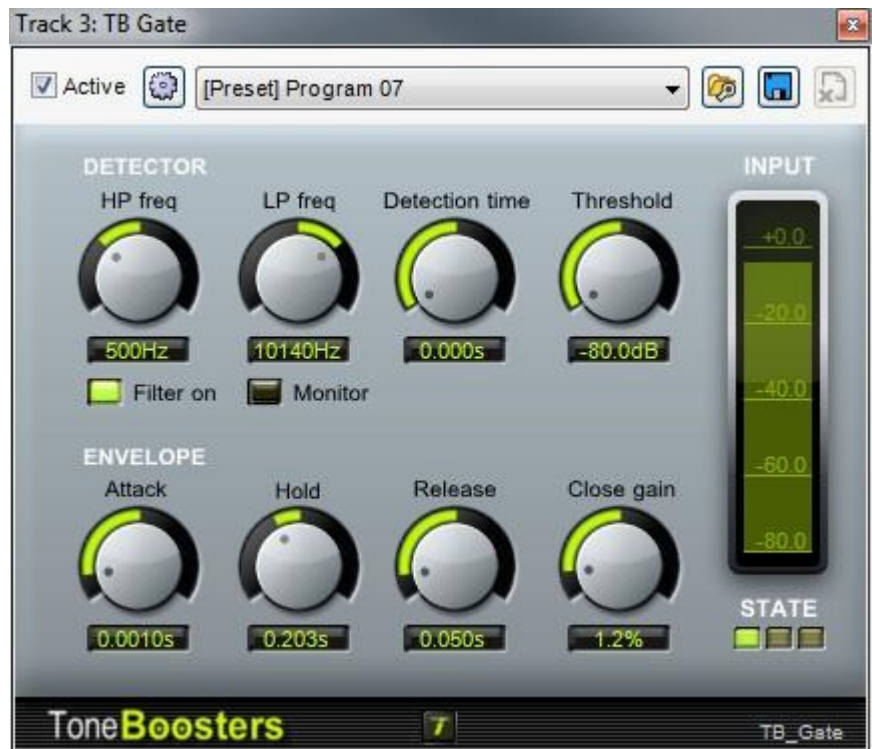 Track 3: TB Gate
Active [Preset] Program 07
DETECTOR INPUT
HP freq LP freq Detection time Threshold
500Hz 10140Hz 0.000s -80.0dB
Filter on Monitor
+0.0
-20.0
-40.0
-60.0
-80.0
ENVELOPE
Attack Hold Release Close gain
0.0010s 0.203s 0.050s 1.2%
STATE
ToneBoosters T TB_Gate